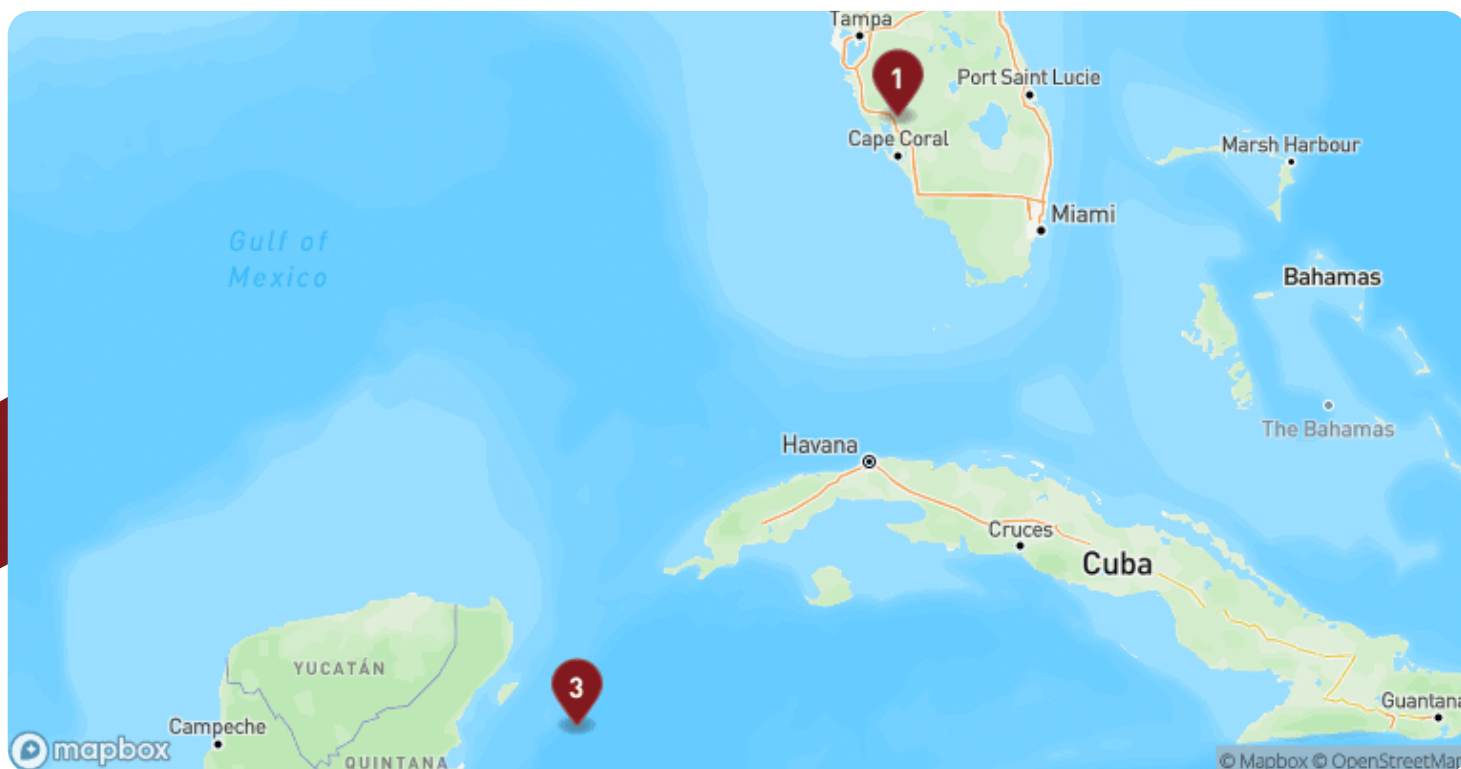 Tampa
1
Port Saint Lucie
Cape Coral
Marsh Harbour
Miami
Gulf of
Mexico
Bahamas
The Bahamas
Havana
Cruces
Cuba
YUCATÁN
3
Guantana
Campeche
QUINTANA
mapbox
© Mapbox © OpenStreetMap